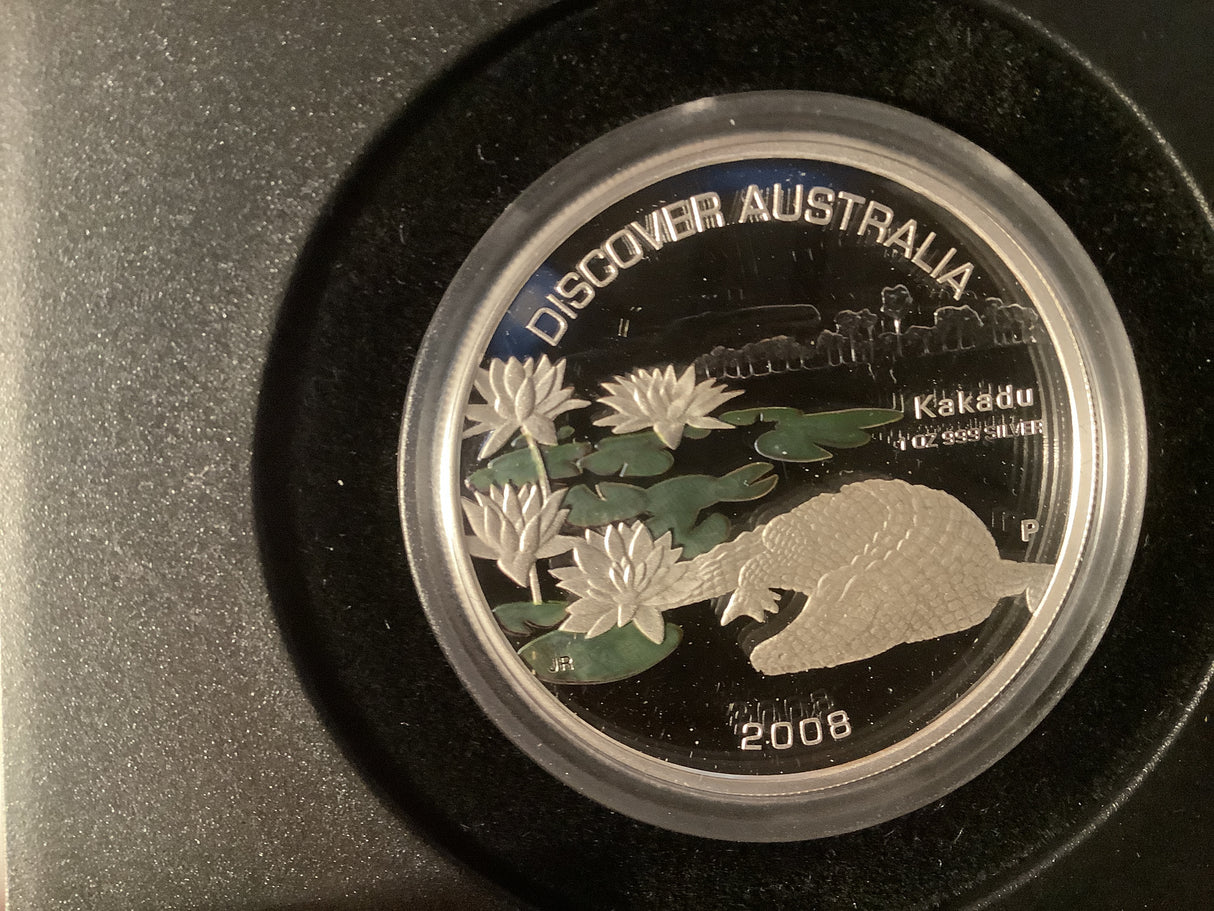 DISCOVER AUSTRALIA
Kakadu
1 OZ 999 SILVER
P
JR
2008